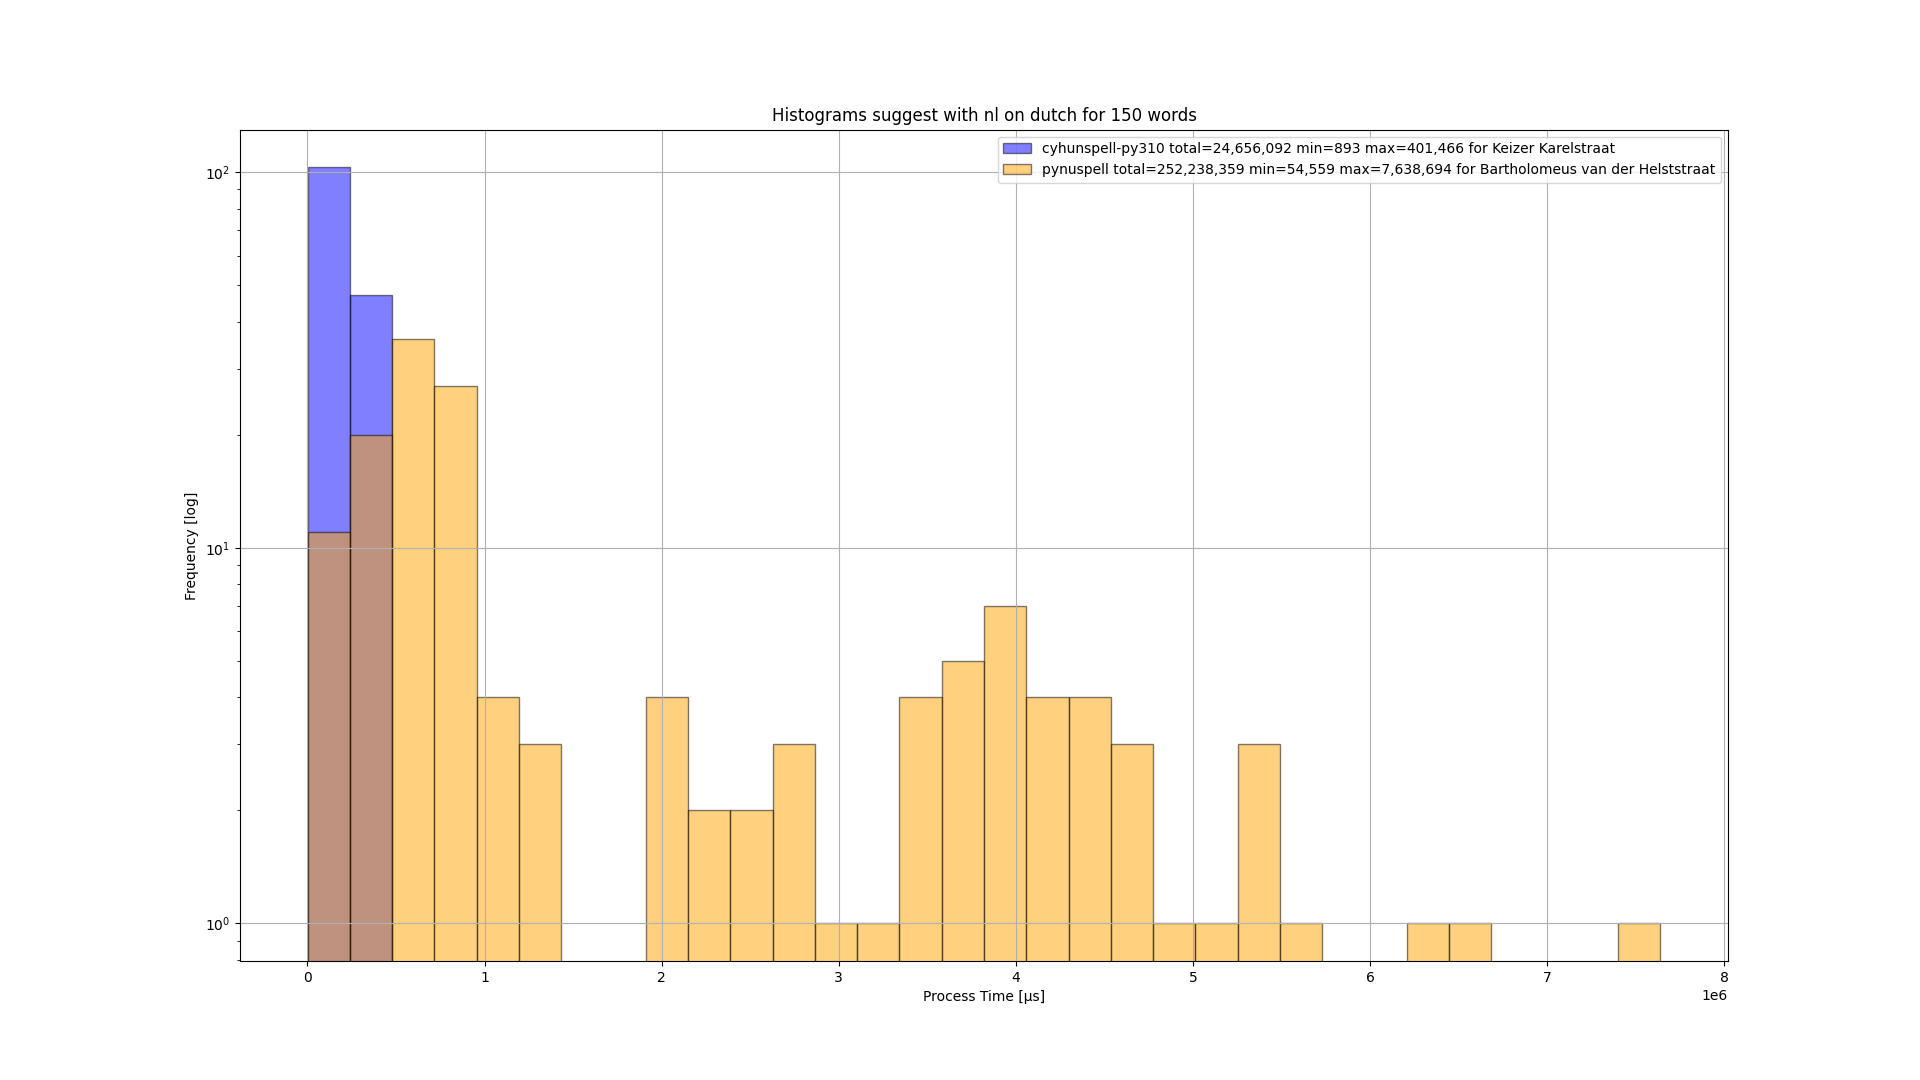 Histograms suggest with nl on dutch for 150 words
cyhunspell-py310 total=24,656,092 min=893 max=401,466 for Keizer Karelstraat
pynuspell total=252,238,359 min=54,559 max=7,638,694 for Bartholomeus van der Helststraat
Frequency [log]
10²
10¹
10⁰
0 1 2 3 4 5 6 7 8
1e6
Process Time [µs]